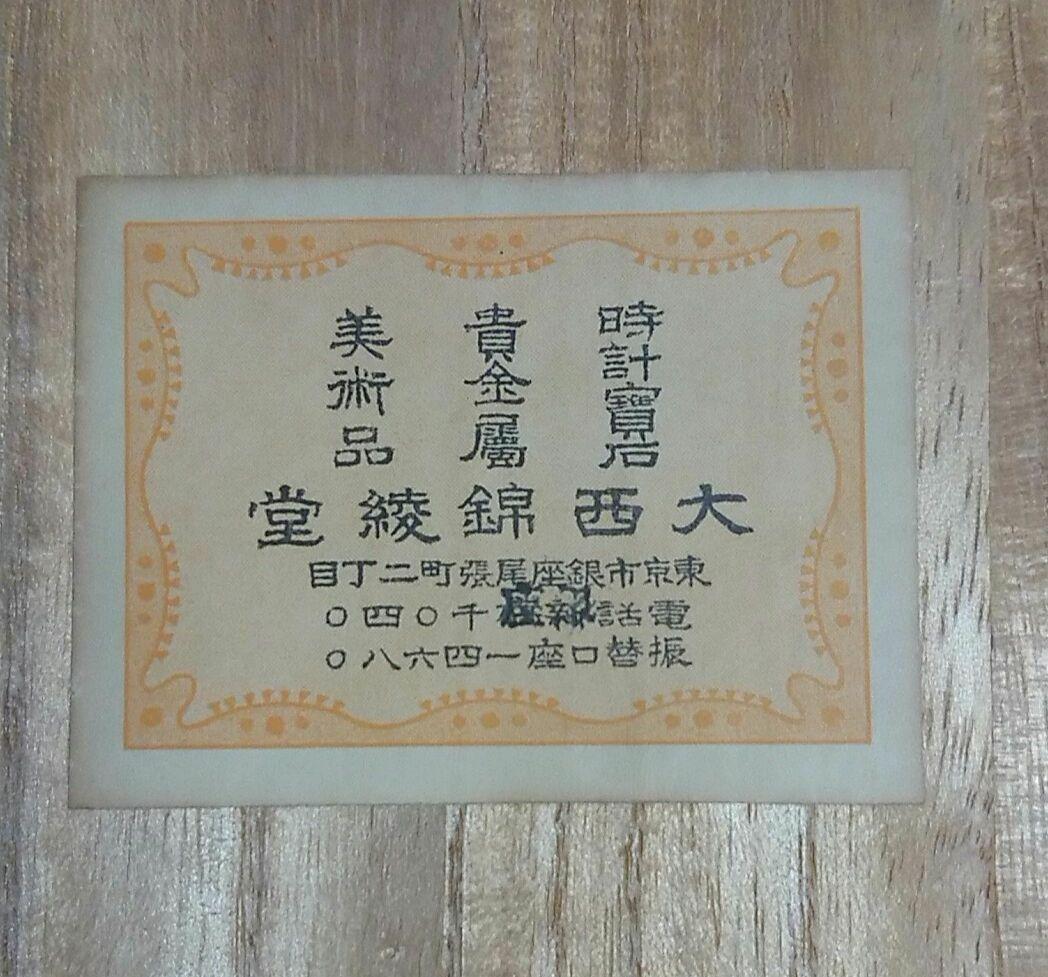 時計寶石
貴金屬
美術品
大西錦綾堂
東京市銀座尾張町二丁目
電話 千〇四〇
振替口座一四六八〇